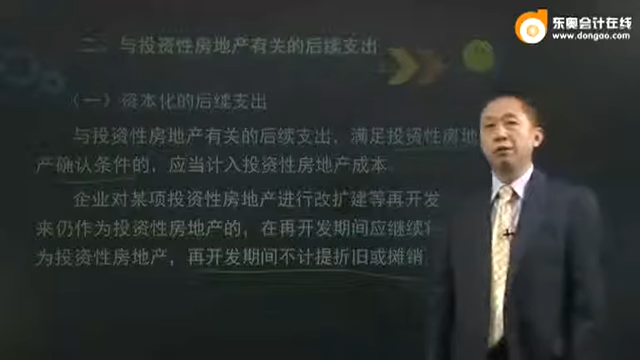 东奥会计在线
www.dongao.com
二、与投资性房地产有关的后续支出
（一）资本化的后续支出
与投资性房地产有关的后续支出，满足投资性房地
产确认条件的，应当计入投资性房地产成本。
企业对某项投资性房地产进行改扩建等再开发
来仍作为投资性房地产的，在再开发期间应继续将
为投资性房地产，再开发期间不计提折旧或摊销